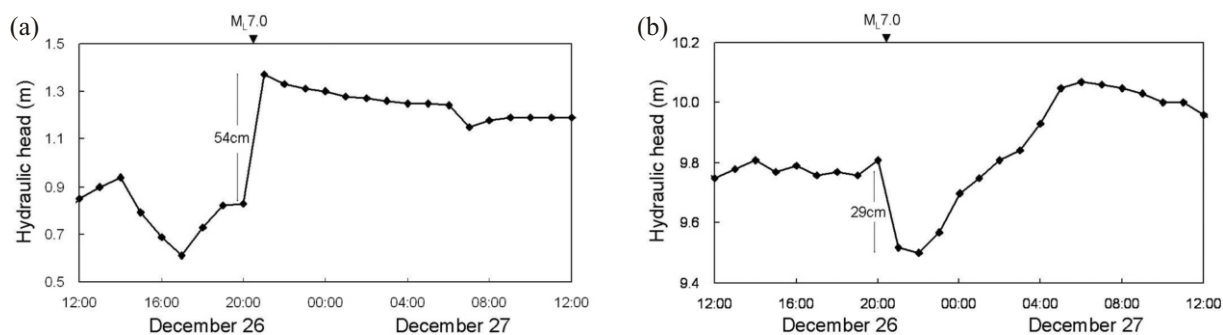 (a)
M_L7.0
Hydraulic head (m)
1.5
1.3
1.1
0.9
0.7
0.5
54cm
12:00 16:00 20:00 00:00 04:00 08:00 12:00
December 26 December 27
(b)
M_L7.0
Hydraulic head (m)
10.2
10.0
9.8
9.6
9.4
29cm
12:00 16:00 20:00 00:00 04:00 08:00 12:00
December 26 December 27